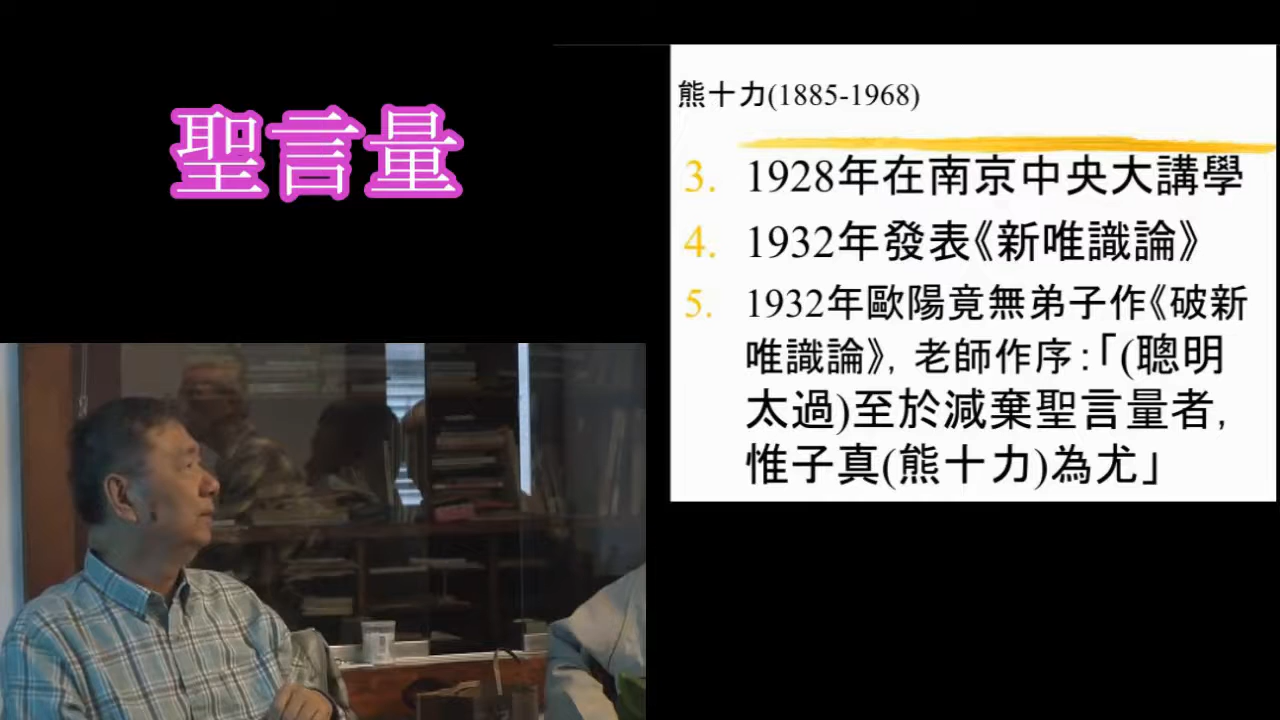 聖言量
熊十力(1885-1968)
3. 1928年在南京中央大講學
4. 1932年發表《新唯識論》
5. 1932年歐陽竟無弟子作《破新
唯識論》，老師作序：「(聰明
太過)至於減棄聖言量者，
惟子真(熊十力)為尤」